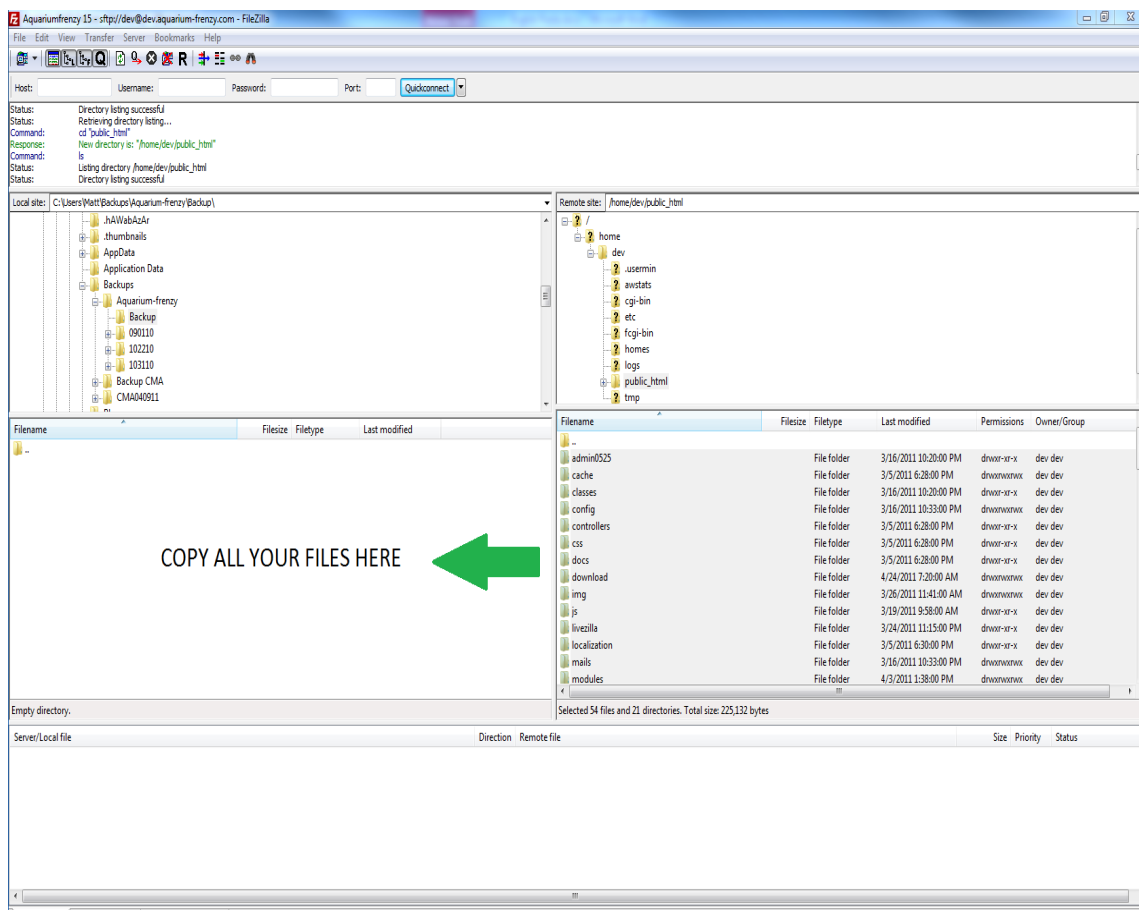 Aquariumfrenzy 15 - sftp://dev@dev.aquarium-frenzy.com - FileZilla
File Edit View Transfer Server Bookmarks Help
Host: Username: Password: Port: Quickconnect
Status: Directory listing successful
Status: Retrieving directory listing...
Command: cd "public_html"
Response: New directory is: "/home/dev/public_html"
Command: ls
Status: Listing directory /home/dev/public_html
Status: Directory listing successful
Local site: C:\Users\Matt\Backups\Aquarium-frenzy\Backup\
.hAWabAzAr
.thumbnails
AppData
Application Data
Backups
Aquarium-frenzy
Backup
090110
102210
103110
Backup CMA
CMA040911
Filename Filesize Filetype Last modified
..
COPY ALL YOUR FILES HERE
Empty directory.
Remote site: /home/dev/public_html
/
home
dev
.usermin
awstats
cgi-bin
etc
fcgi-bin
homes
logs
public_html
tmp
Filename Filesize Filetype Last modified Permissions Owner/Group
..
admin0525 File folder 3/16/2011 10:20:00 PM drwxr-xr-x dev dev
cache File folder 3/5/2011 6:28:00 PM drwxrwxrwx dev dev
classes File folder 3/16/2011 10:20:00 PM drwxr-xr-x dev dev
config File folder 3/16/2011 10:33:00 PM drwxrwxrwx dev dev
controllers File folder 3/5/2011 6:28:00 PM drwxr-xr-x dev dev
css File folder 3/5/2011 6:28:00 PM drwxr-xr-x dev dev
docs File folder 3/5/2011 6:28:00 PM drwxr-xr-x dev dev
download File folder 4/24/2011 7:20:00 AM drwxrwxrwx dev dev
img File folder 3/26/2011 11:41:00 AM drwxrwxrwx dev dev
js File folder 3/19/2011 9:58:00 AM drwxr-xr-x dev dev
livezilla File folder 3/24/2011 11:15:00 PM drwxr-xr-x dev dev
localization File folder 3/5/2011 6:30:00 PM drwxr-xr-x dev dev
mails File folder 3/16/2011 10:33:00 PM drwxrwxrwx dev dev
modules File folder 4/3/2011 1:38:00 PM drwxrwxrwx dev dev
Selected 54 files and 21 directories. Total size: 225,132 bytes
Server/Local file Direction Remote file Size Priority Status